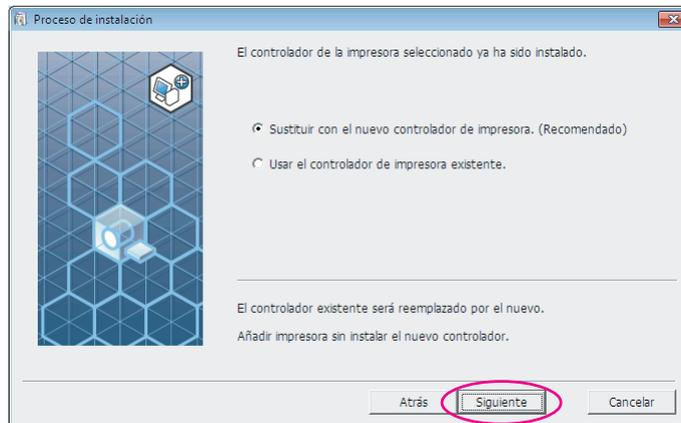 Proceso de instalación
El controlador de la impresora seleccionado ya ha sido instalado.
Sustituir con el nuevo controlador de impresora. (Recomendado)
Usar el controlador de impresora existente.
El controlador existente será reemplazado por el nuevo.
Añadir impresora sin instalar el nuevo controlador.
Atrás Siguiente Cancelar